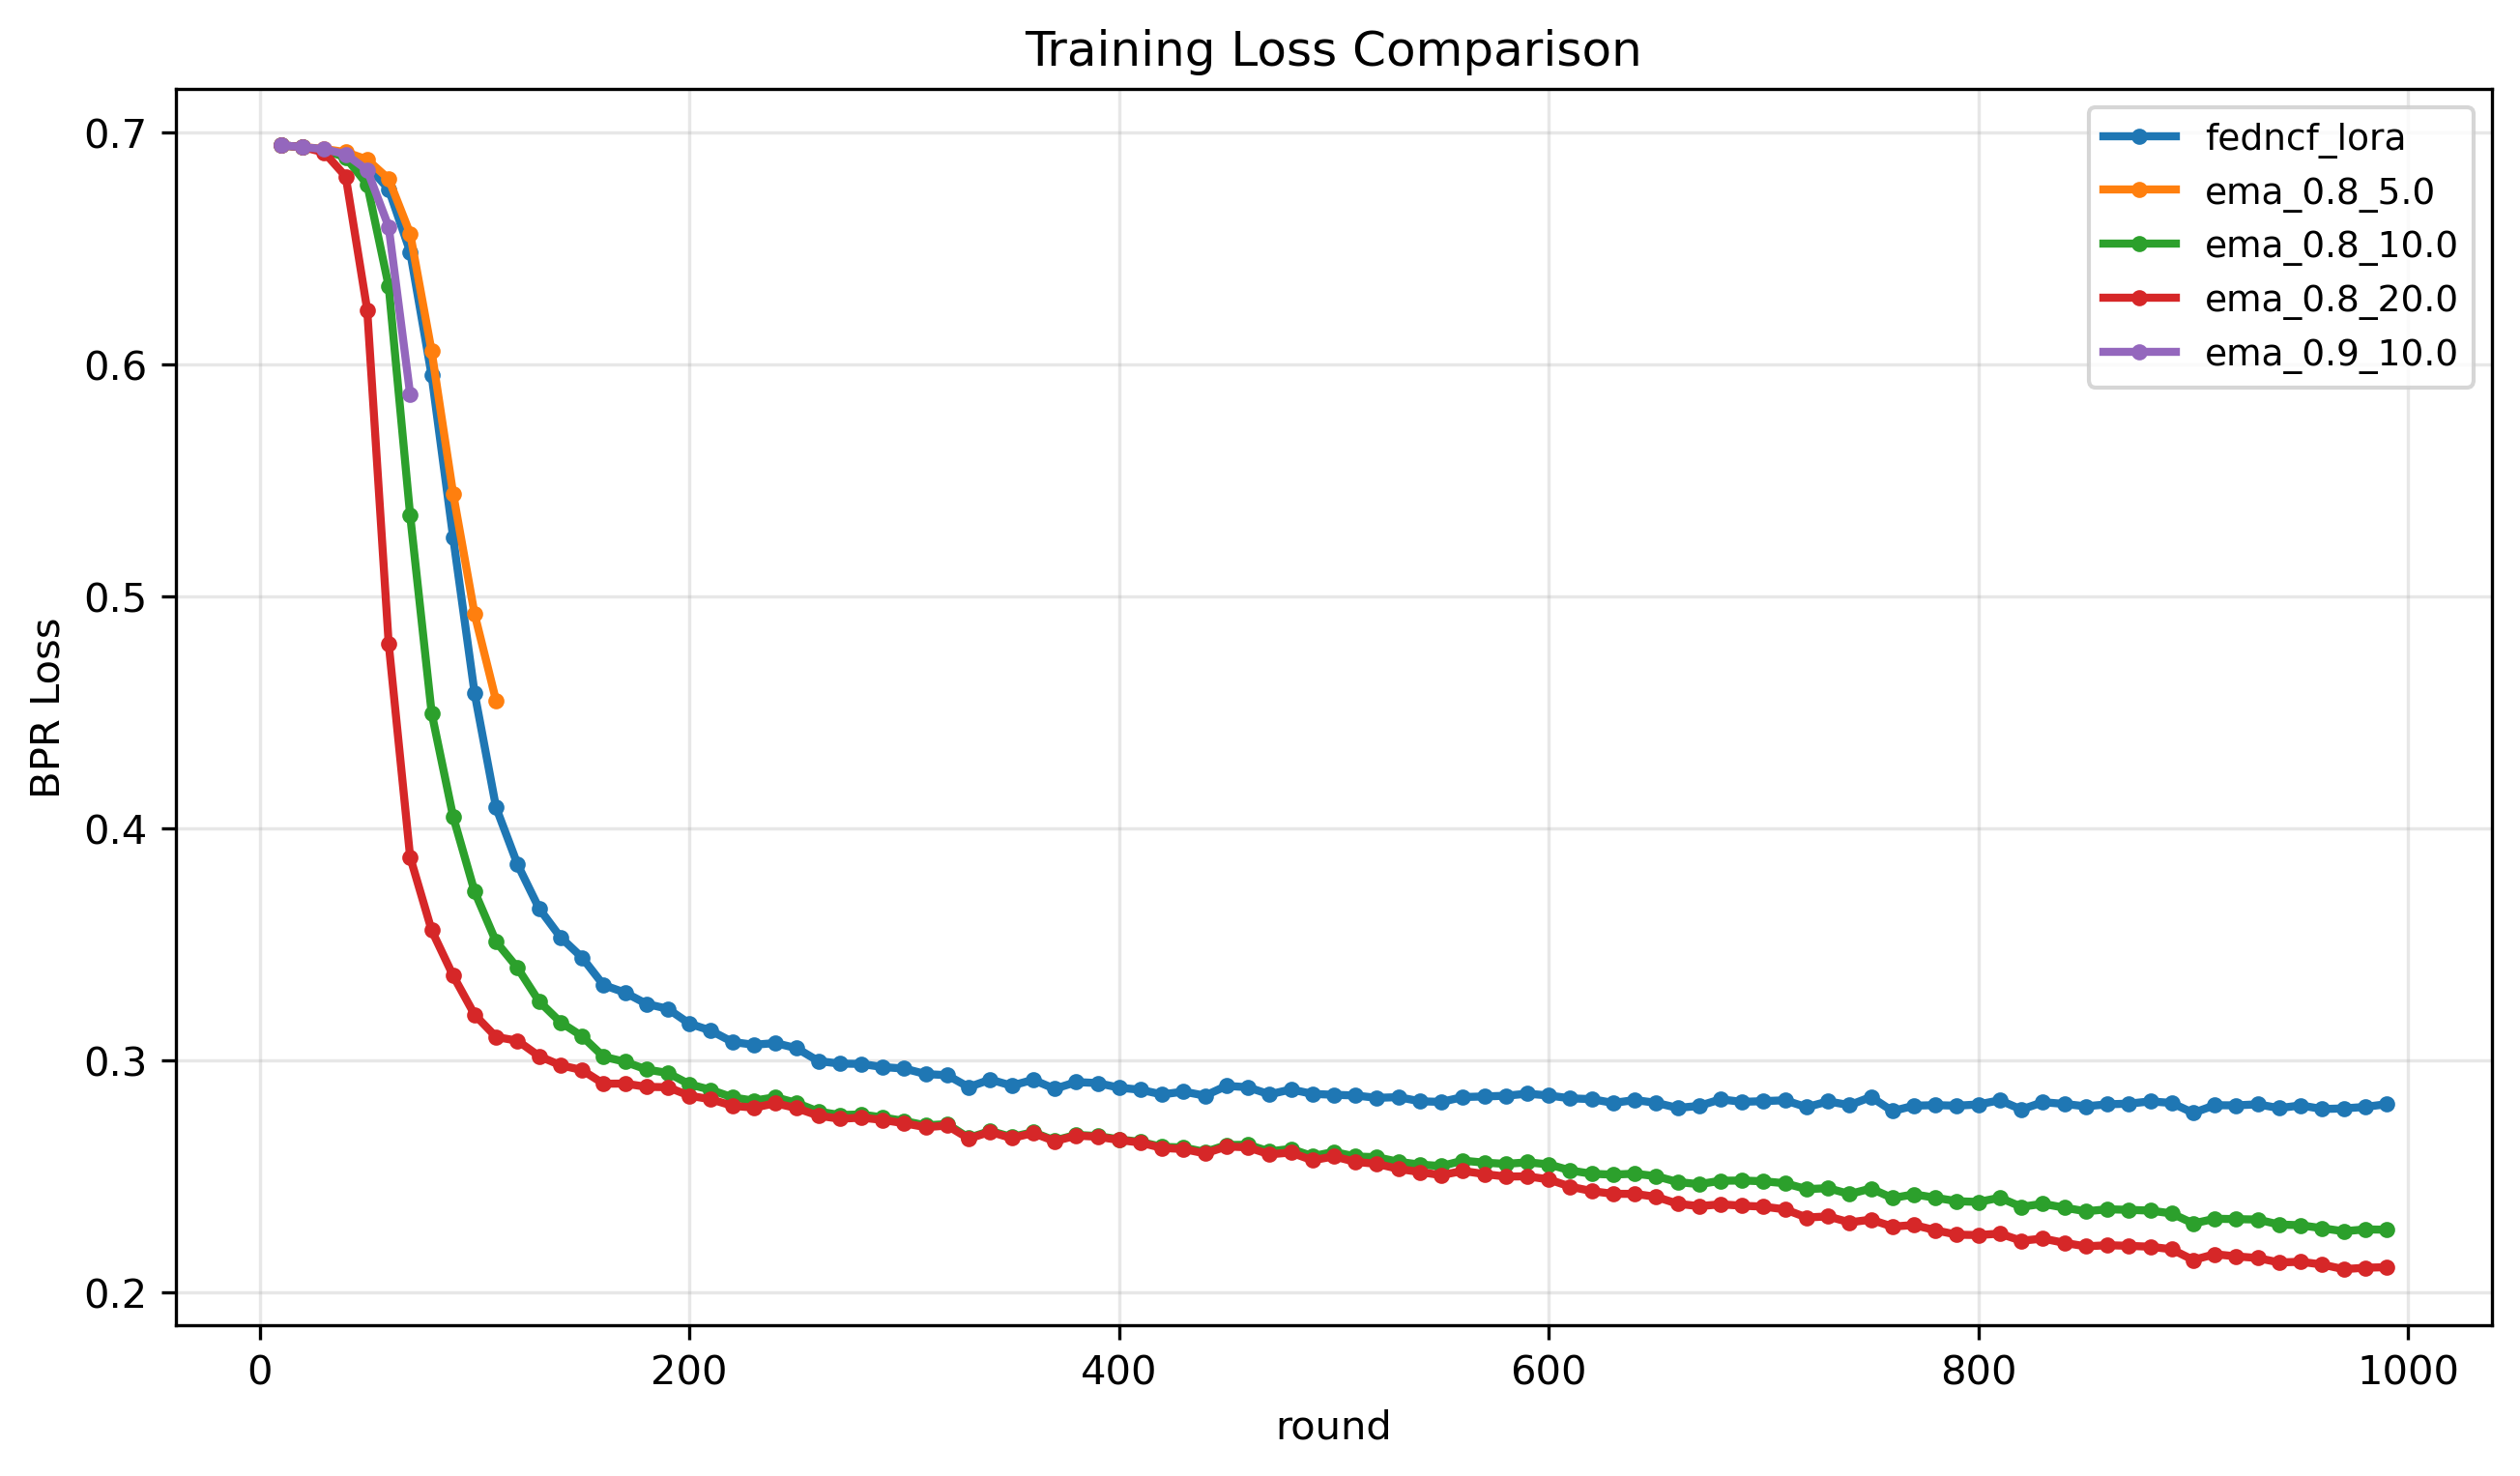 Training Loss Comparison
fedncf_lora
ema_0.8_5.0
ema_0.8_10.0
ema_0.8_20.0
ema_0.9_10.0
BPR Loss
0.7
0.6
0.5
0.4
0.3
0.2
0 200 400 600 800 1000
round